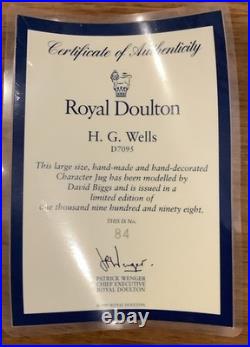 Certificate of Authenticity
Royal Doulton
H. G. Wells
D7095
This large size, hand-made and hand-decorated
Character Jug has been modelled by
David Biggs and is issued in a
limited edition of
one thousand nine hundred and ninety eight.
THIS IS No.
84
PATRICK WENGER
CHIEF EXECUTIVE
ROYAL DOULTON
ROYAL DOULTON